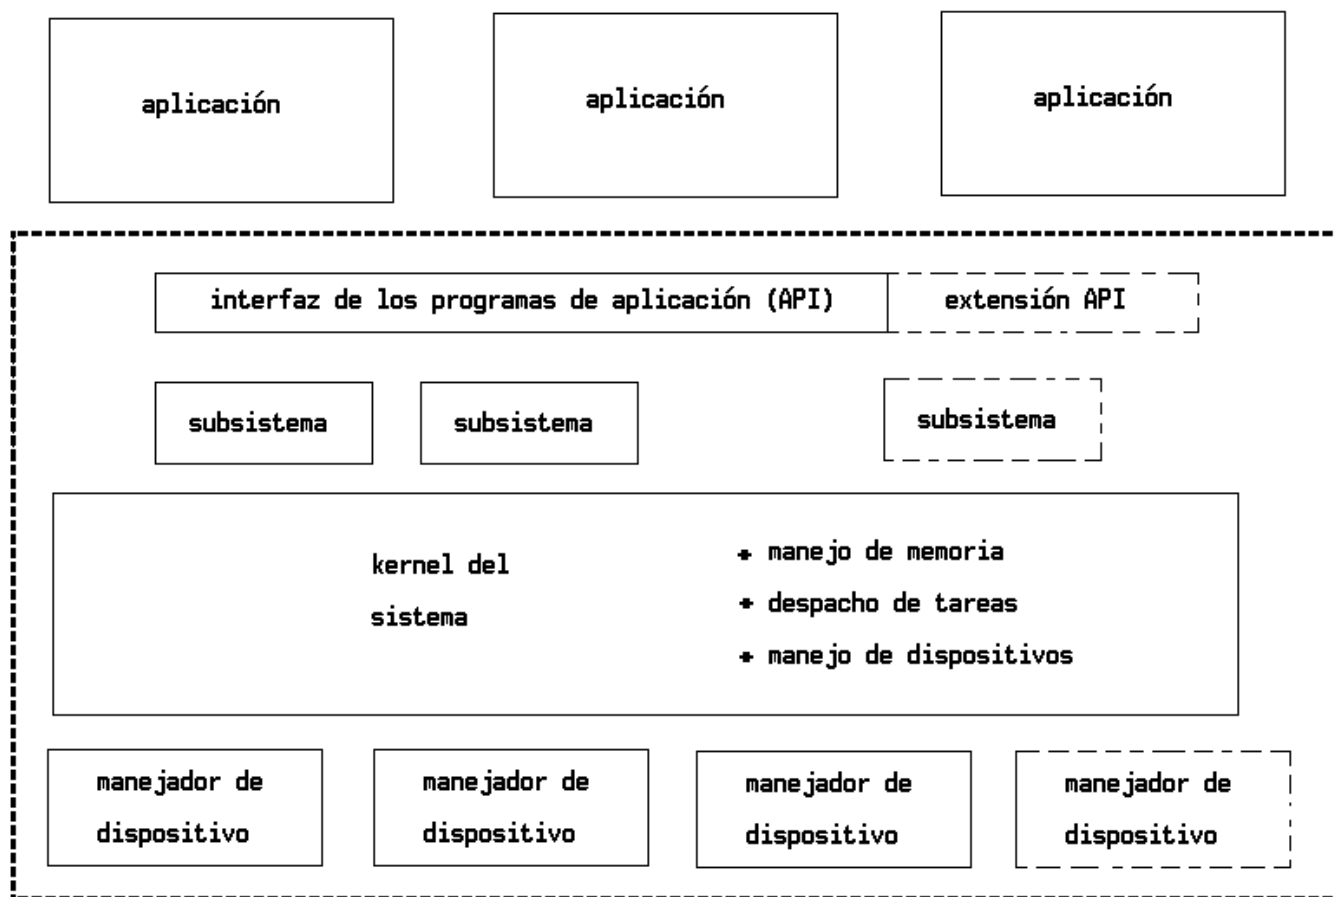 aplicación
aplicación
aplicación
interfaz de los programas de aplicación (API)
extensión API
subsistema
subsistema
subsistema
kernel del
sistema
* manejo de memoria
* despacho de tareas
* manejo de dispositivos
manejador de
dispositivo
manejador de
dispositivo
manejador de
dispositivo
manejador de
dispositivo